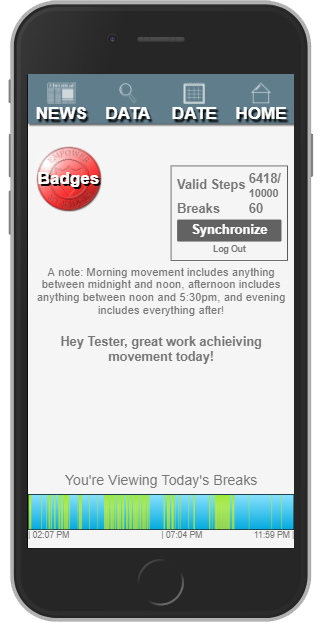 NEWS DATA DATE HOME
Badges
Valid Steps 6418/
10000
Breaks 60
Synchronize
Log Out
A note: Morning movement includes anything
between midnight and noon, afternoon includes
anything between noon and 5:30pm, and evening
includes everything after!
Hey Tester, great work achieiving
movement today!
You're Viewing Today's Breaks
| 02:07 PM | 07:04 PM 11:59 PM |